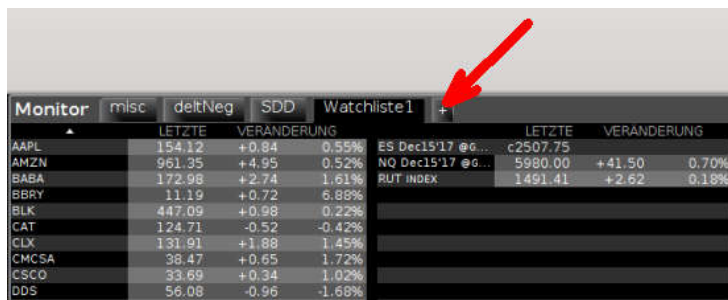 Monitor misc deltNeg SDD Watchliste1 +
LETZTE VERÄNDERUNG LETZTE VERÄNDERUNG
AAPL 154.12 +0.84 0.55% ES Dec15'17 @G... c2507.75
AMZN 961.35 +4.95 0.52% NQ Dec15'17 @G... 5980.00 +41.50 0.70%
BABA 172.98 +2.74 1.61% RUT INDEX 1491.41 +2.62 0.18%
BBRY 11.19 +0.72 6.88%
BLK 447.09 +0.98 0.22%
CAT 124.71 -0.52 -0.42%
CLX 131.91 +1.88 1.45%
CMCSA 38.47 +0.65 1.72%
CSCO 33.69 +0.34 1.02%
DDS 56.08 -0.96 -1.68%